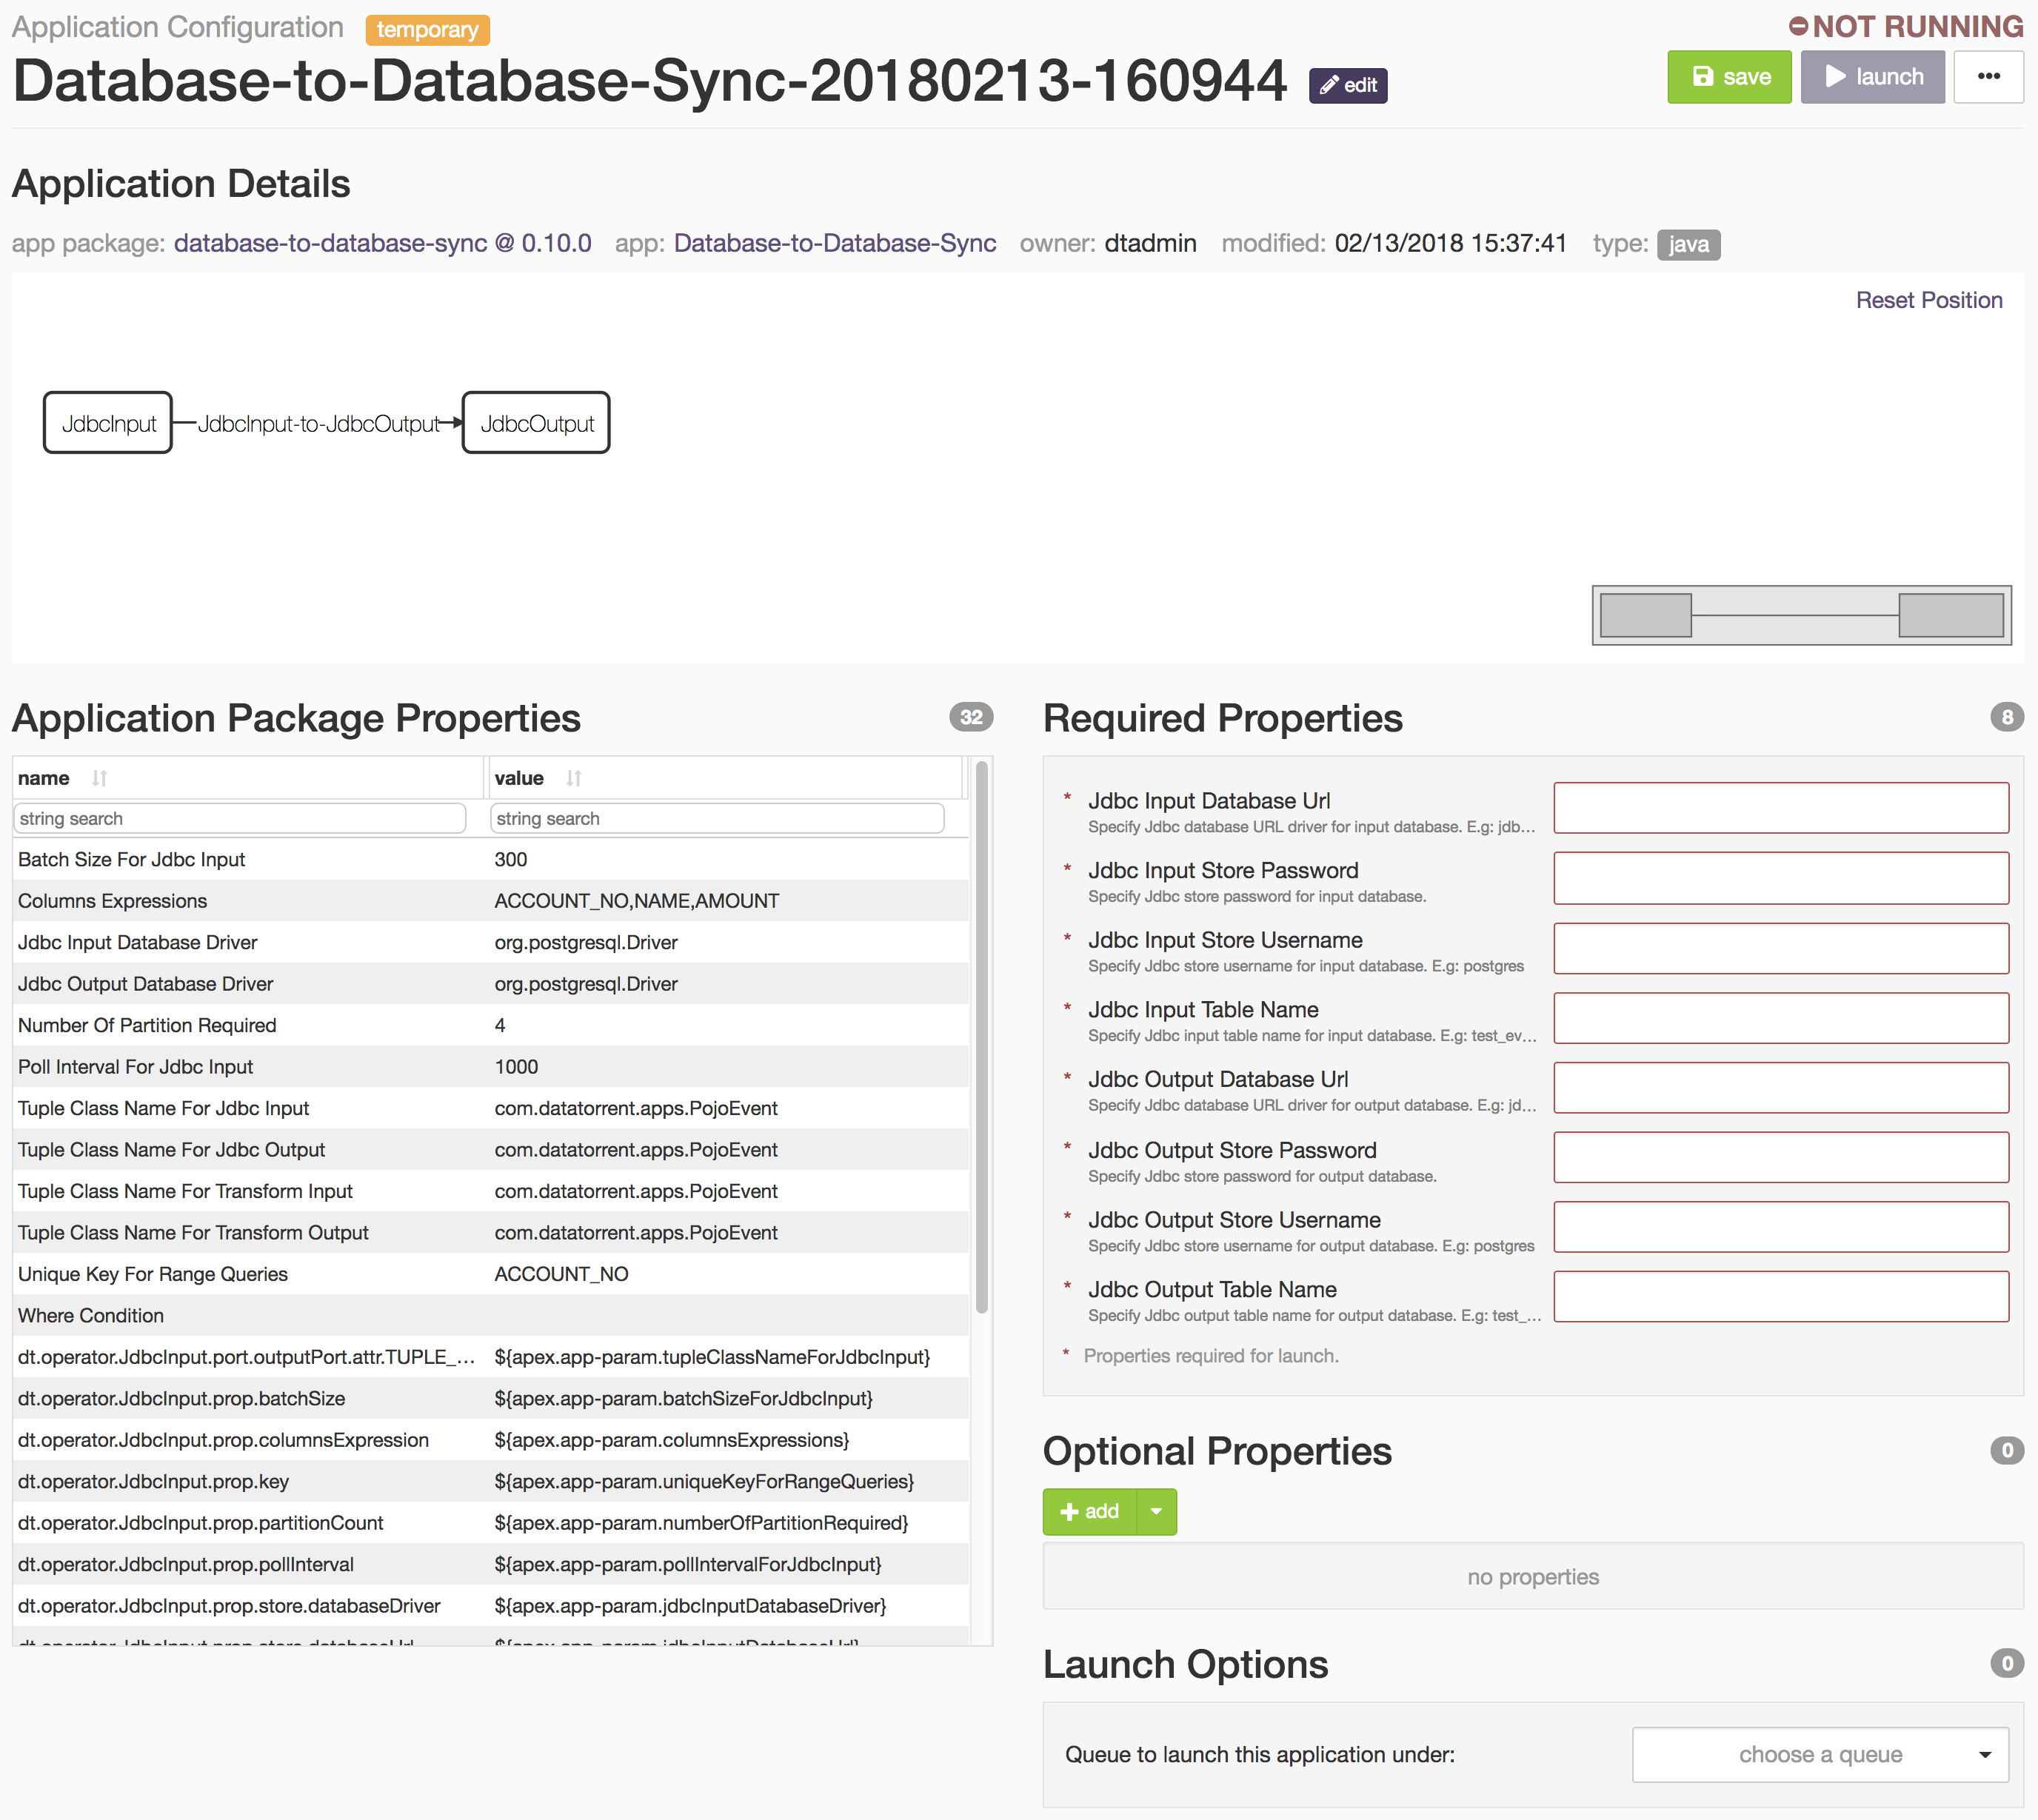 Application Configuration temporary
NOT RUNNING
Database-to-Database-Sync-20180213-160944 edit
save launch •••
Application Details
app package: database-to-database-sync @ 0.10.0 app: Database-to-Database-Sync owner: dtadmin modified: 02/13/2018 15:37:41 type: java
Reset Position
JdbcInput JdbcInput-to-JdbcOutput JdbcOutput
Application Package Properties 32
name value
string search string search
Batch Size For Jdbc Input 300
Columns Expressions ACCOUNT_NO,NAME,AMOUNT
Jdbc Input Database Driver org.postgresql.Driver
Jdbc Output Database Driver org.postgresql.Driver
Number Of Partition Required 4
Poll Interval For Jdbc Input 1000
Tuple Class Name For Jdbc Input com.datatorrent.apps.PojoEvent
Tuple Class Name For Jdbc Output com.datatorrent.apps.PojoEvent
Tuple Class Name For Transform Input com.datatorrent.apps.PojoEvent
Tuple Class Name For Transform Output com.datatorrent.apps.PojoEvent
Unique Key For Range Queries ACCOUNT_NO
Where Condition
dt.operator.JdbcInput.port.outputPort.attr.TUPLE_... ${apex.app-param.tupleClassNameForJdbcInput}
dt.operator.JdbcInput.prop.batchSize ${apex.app-param.batchSizeForJdbcInput}
dt.operator.JdbcInput.prop.columnsExpression ${apex.app-param.columnsExpressions}
dt.operator.JdbcInput.prop.key ${apex.app-param.uniqueKeyForRangeQueries}
dt.operator.JdbcInput.prop.partitionCount ${apex.app-param.numberOfPartitionRequired}
dt.operator.JdbcInput.prop.pollInterval ${apex.app-param.pollIntervalForJdbcInput}
dt.operator.JdbcInput.prop.store.databaseDriver ${apex.app-param.jdbcInputDatabaseDriver}
dt.operator.JdbcInput.prop.store.databaseUrl ${apex.app-param.jdbcInputDatabaseUrl}
Required Properties 8
* Jdbc Input Database Url
Specify Jdbc database URL driver for input database. E.g: jdb...
* Jdbc Input Store Password
Specify Jdbc store password for input database.
* Jdbc Input Store Username
Specify Jdbc store username for input database. E.g: postgres
* Jdbc Input Table Name
Specify Jdbc input table name for input database. E.g: test_ev...
* Jdbc Output Database Url
Specify Jdbc database URL driver for output database. E.g: jd...
* Jdbc Output Store Password
Specify Jdbc store password for output database.
* Jdbc Output Store Username
Specify Jdbc store username for output database. E.g: postgres
* Jdbc Output Table Name
Specify Jdbc output table name for output database. E.g: test_...
* Properties required for launch.
Optional Properties 0
add
no properties
Launch Options 0
Queue to launch this application under: choose a queue